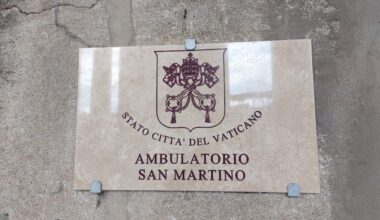 STATO CITTA' DEL VATICANO
AMBULATORIO
SAN MARTINO